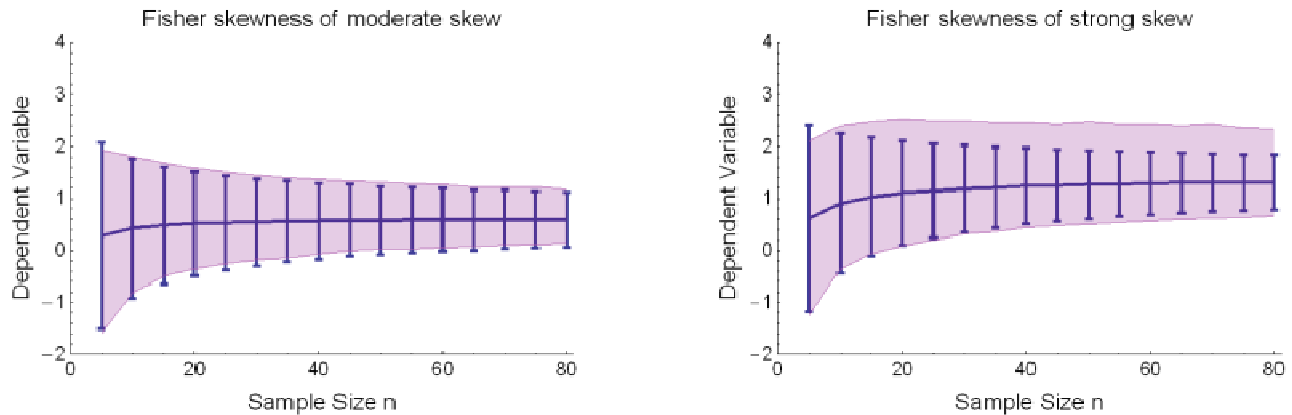 Fisher skewness of moderate skew
4
3
2
1
0
−1
−2
Dependent Variable
0 20 40 60 80
Sample Size n
Fisher skewness of strong skew
4
3
2
1
0
−1
−2
Dependent Variable
0 20 40 60 80
Sample Size n